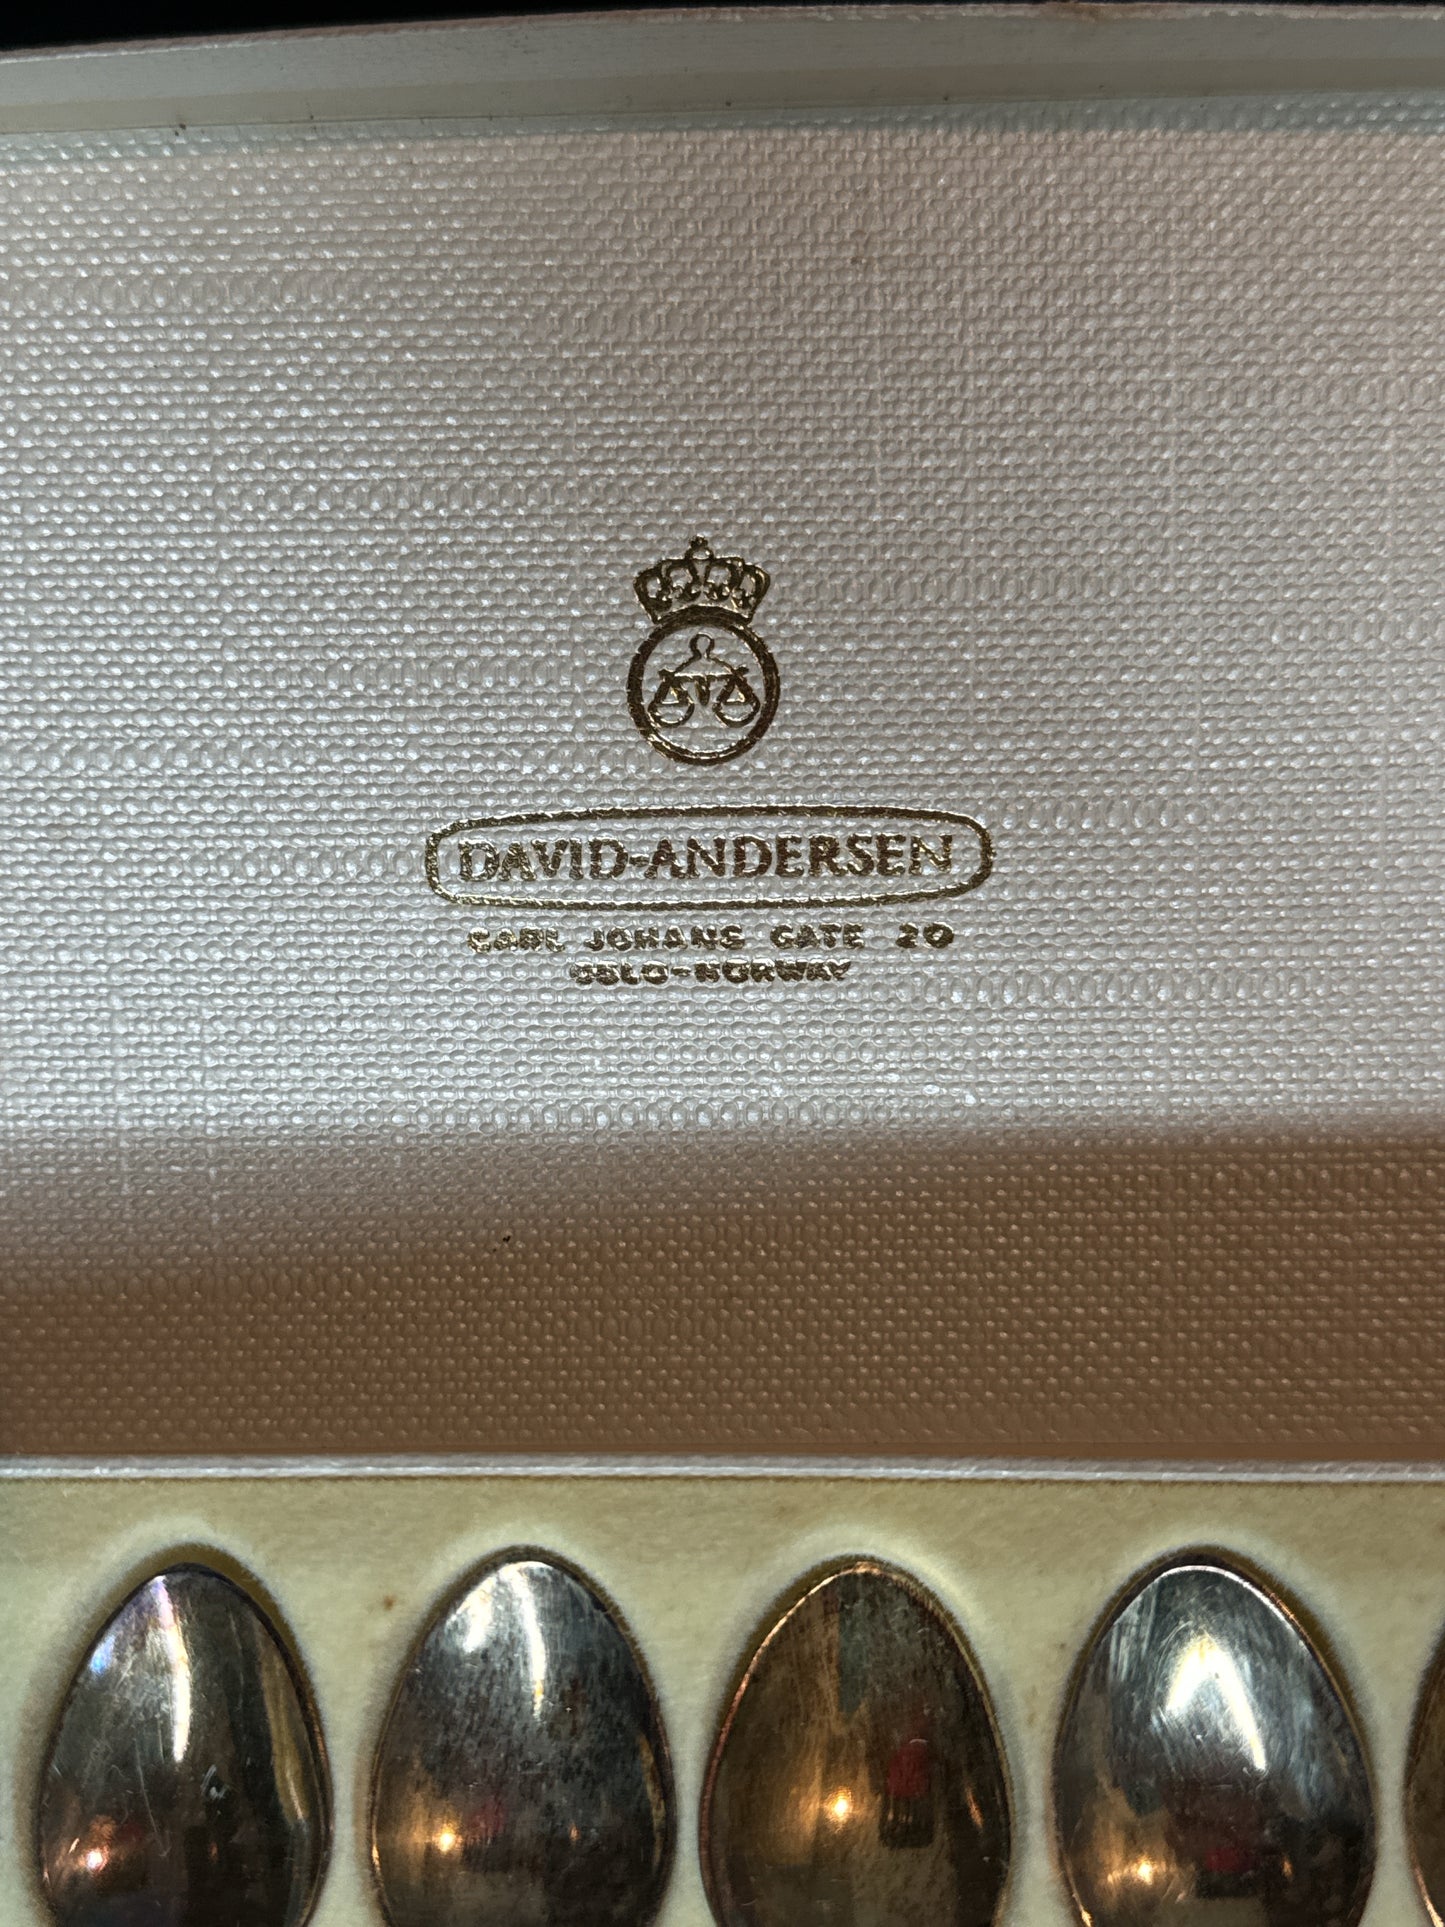 DAVID-ANDERSEN
CARL JOHANS GATE 20
OSLO-NORWAY